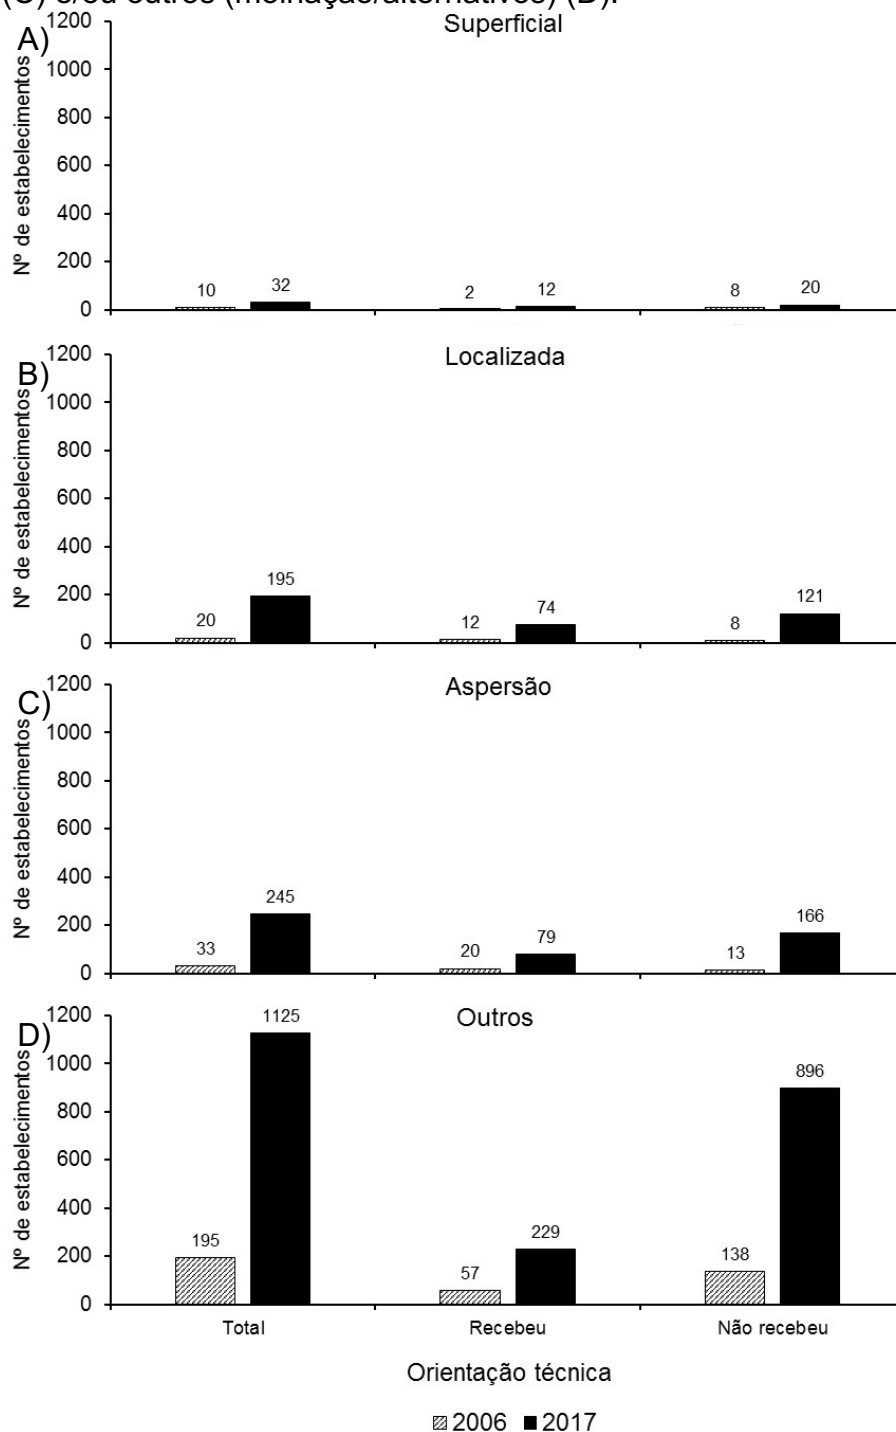 (C) e/ou outros (molhação/alternativos) (D).
A)
Superficial
Nº de estabelecimentos
1200
1000
800
600
400
200
0
10 32 2 12 8 20
B)
Localizada
Nº de estabelecimentos
1200
1000
800
600
400
200
0
20 195 12 74 8 121
C)
Aspersão
Nº de estabelecimentos
1200
1000
800
600
400
200
0
33 245 20 79 13 166
D)
Outros
Nº de estabelecimentos
1200
1000
800
600
400
200
0
195 1125 57 229 138 896
Total Recebeu Não recebeu
Orientação técnica
2006 2017